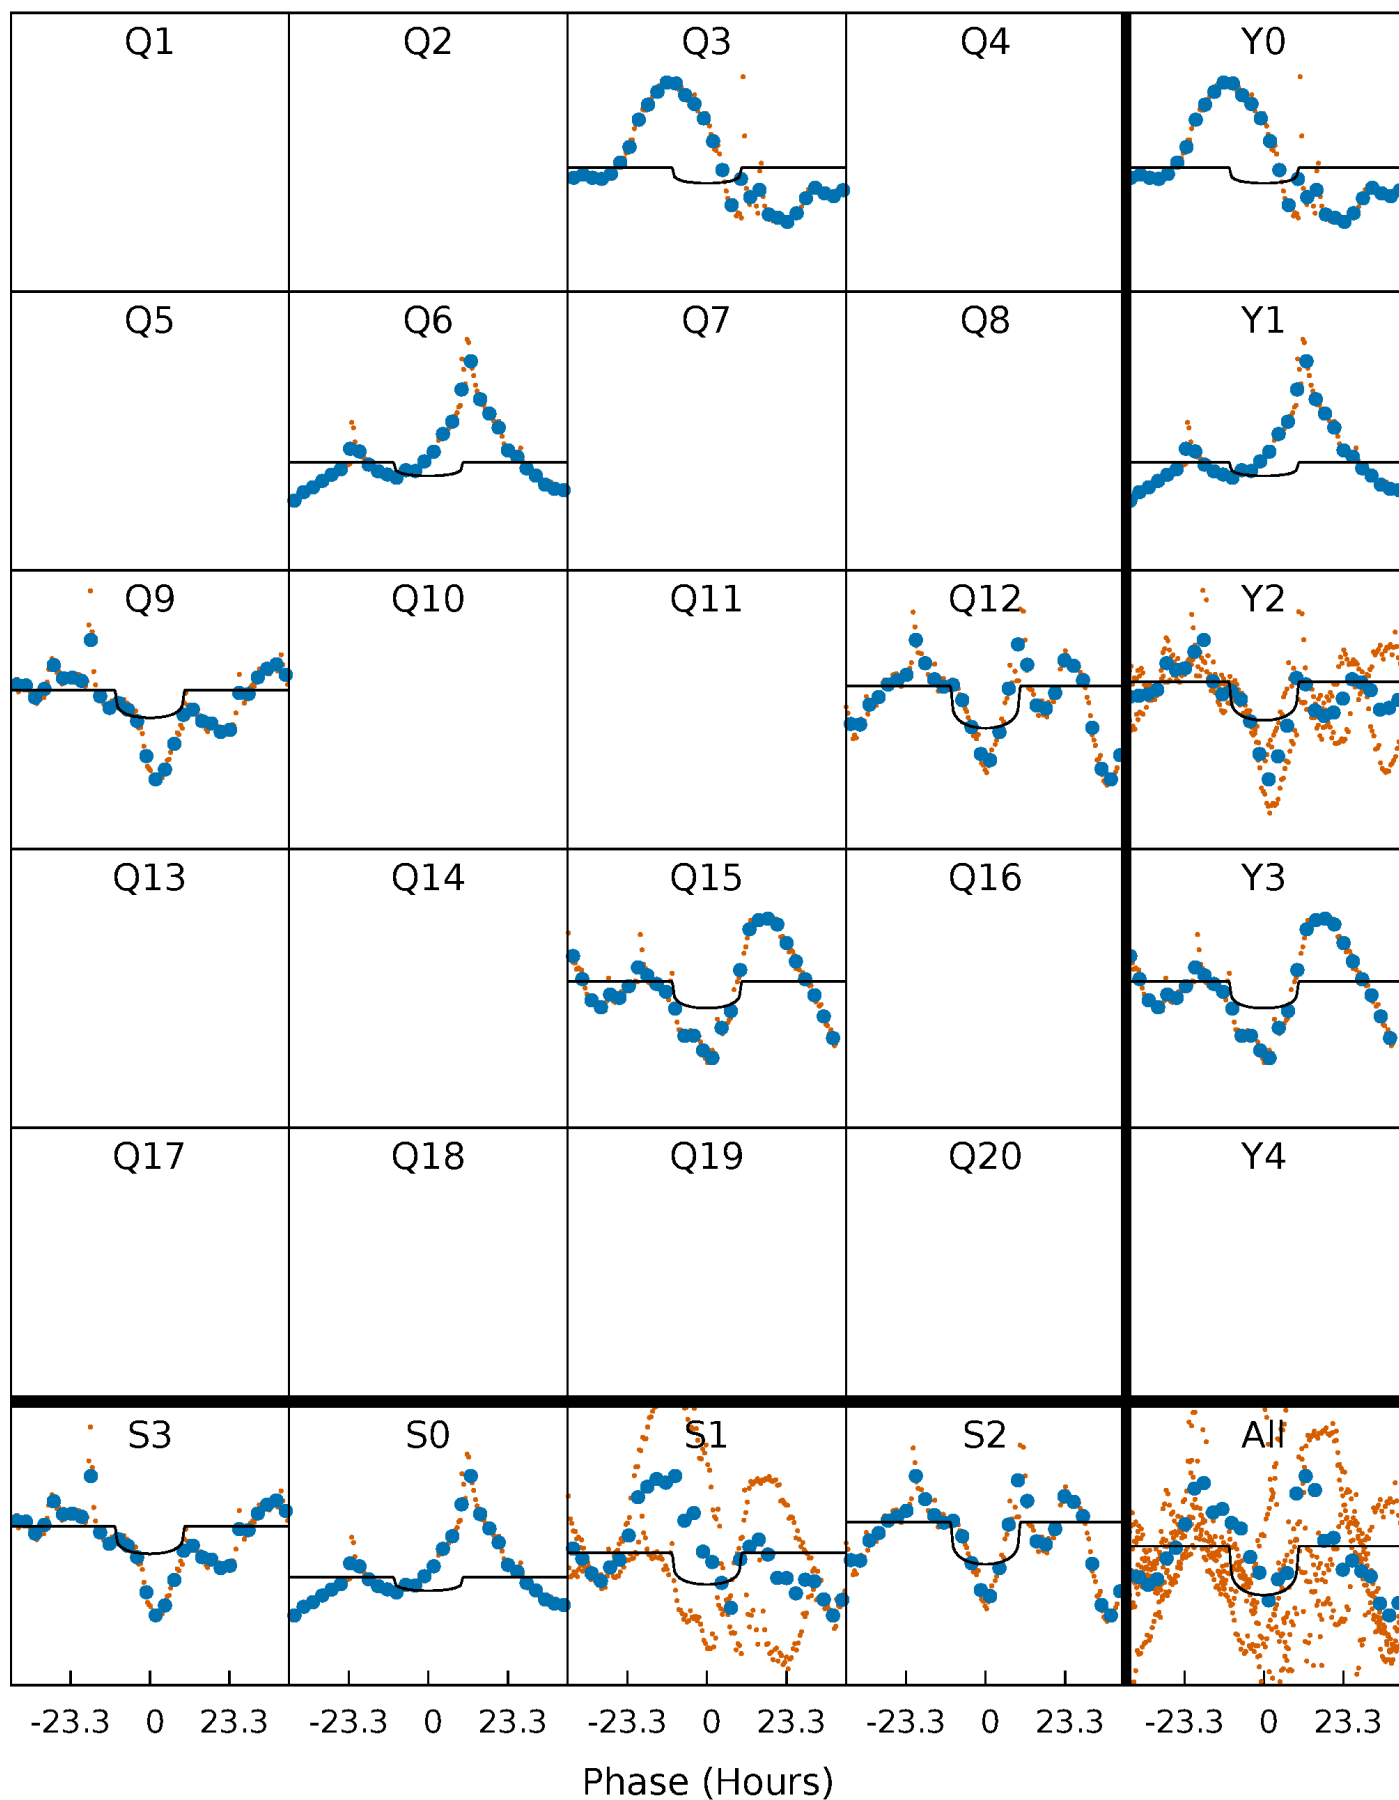 Q1 Q2 Q3 Q4 Y0
Q5 Q6 Q7 Q8 Y1
Q9 Q10 Q11 Q12 Y2
Q13 Q14 Q15 Q16 Y3
Q17 Q18 Q19 Q20 Y4
S3 S0 S1 S2 All
-23.3 0 23.3 -23.3 0 23.3 -23.3 0 23.3 -23.3 0 23.3 -23.3 0 23.3
Phase (Hours)